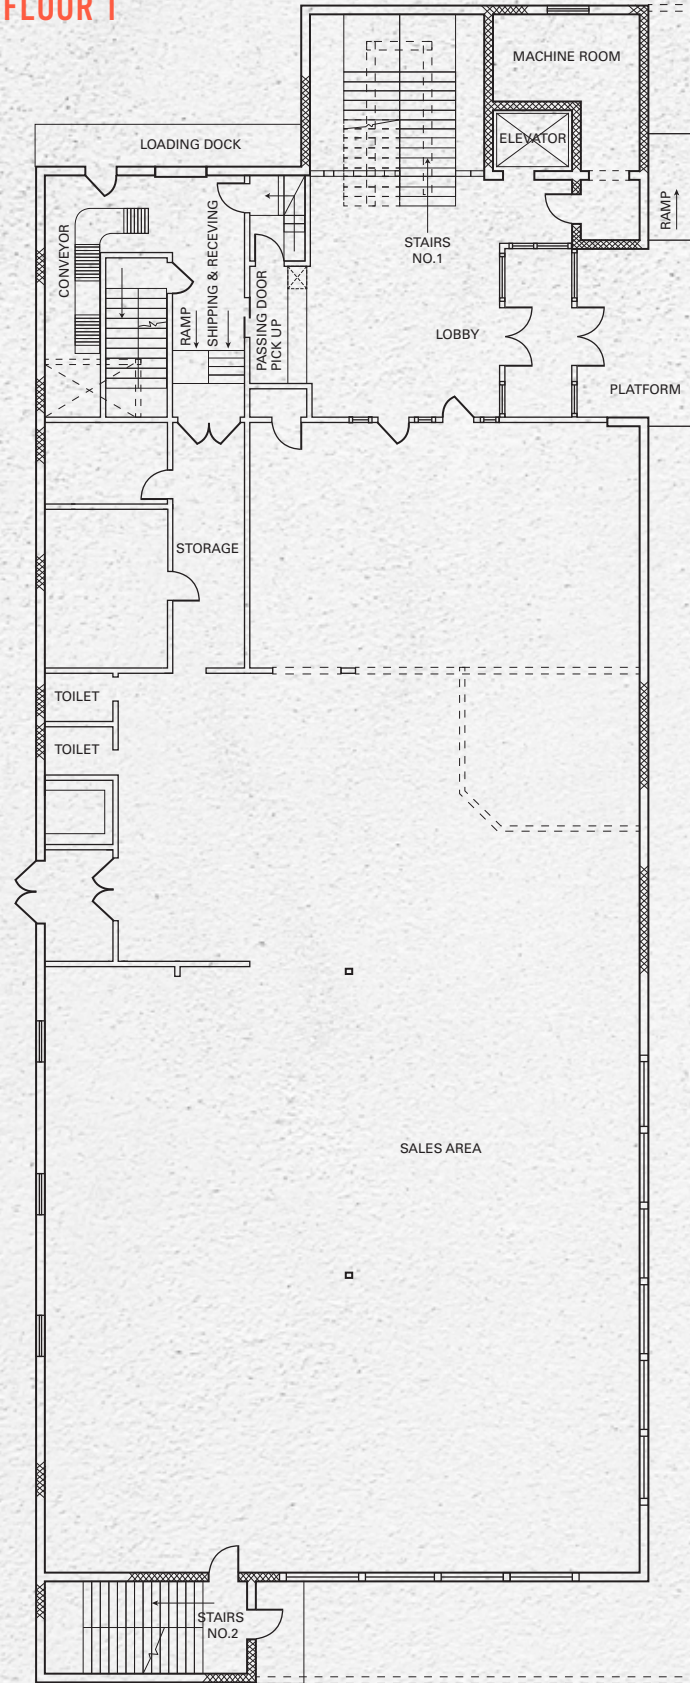 FLOOR 1
MACHINE ROOM
LOADING DOCK
ELEVATOR
CONVEYOR
RAMP
SHIPPING & RECEVING
PASSING DOOR
PICK UP
STAIRS
NO.1
RAMP
LOBBY
PLATFORM
STORAGE
TOILET
TOILET
SALES AREA
STAIRS
NO.2